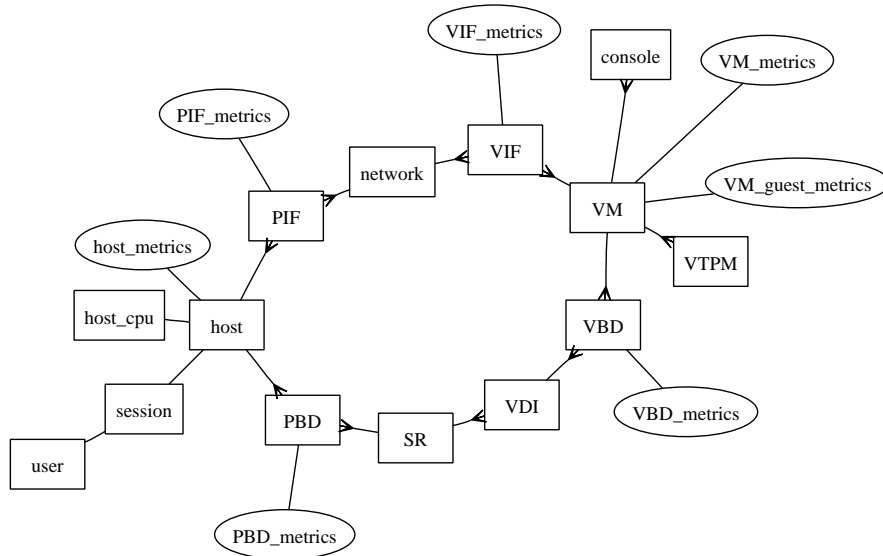 VIF_metrics
console
VM_metrics
PIF_metrics
VIF
network
VM_guest_metrics
PIF
VM
host_metrics
VTPM
host_cpu
host
VBD
session
PBD
VDI
VBD_metrics
SR
user
PBD_metrics